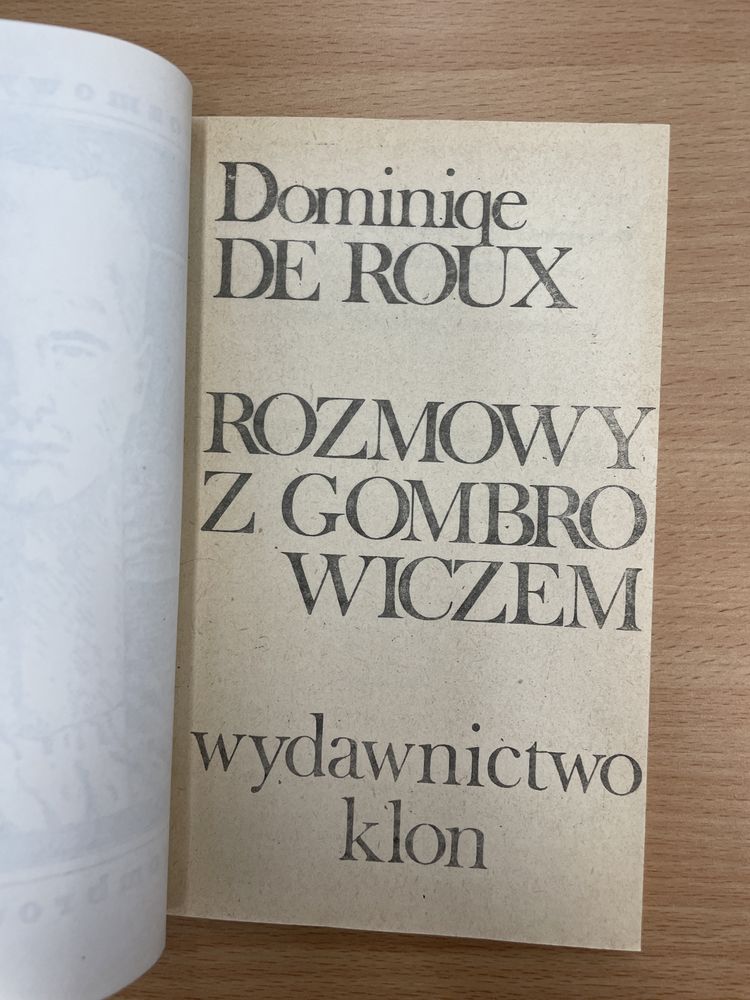 Dominiqe
DE ROUX
ROZMOWY
Z GOMBRO
WICZEM
wydawnictwo
klon